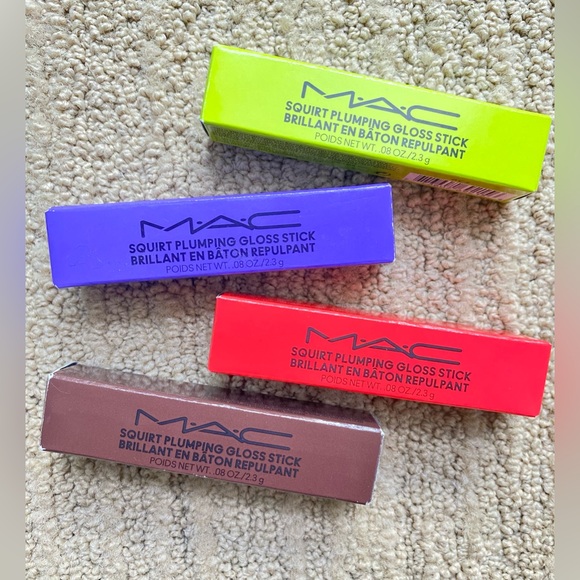 M·A·C
SQUIRT PLUMPING GLOSS STICK
BRILLANT EN BÂTON REPULPANT
POIDS NET WT. .08 OZ./2.3 g
M·A·C
SQUIRT PLUMPING GLOSS STICK
BRILLANT EN BÂTON REPULPANT
POIDS NET WT. .08 OZ./2.3 g
M·A·C
SQUIRT PLUMPING GLOSS STICK
BRILLANT EN BÂTON REPULPANT
POIDS NET WT. .08 OZ./2.3 g
M·A·C
SQUIRT PLUMPING GLOSS STICK
BRILLANT EN BÂTON REPULPANT
POIDS NET WT. .08 OZ./2.3 g